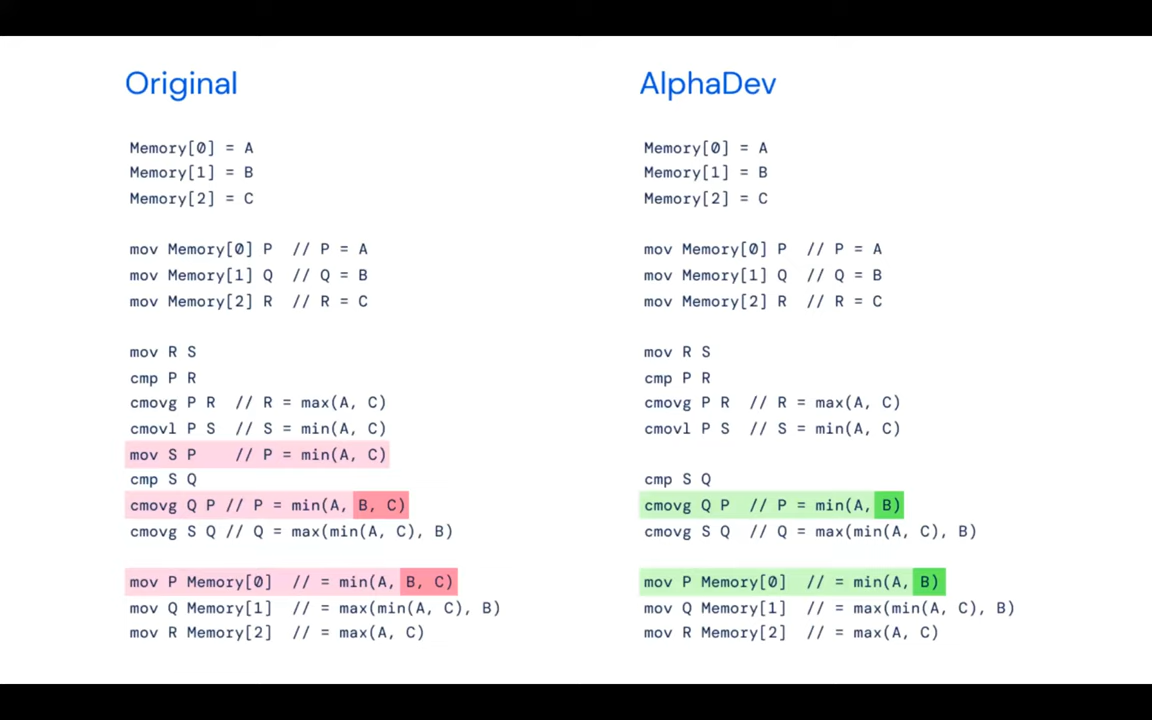 Original
Memory[0] = A
Memory[1] = B
Memory[2] = C
mov Memory[0] P // P = A
mov Memory[1] Q // Q = B
mov Memory[2] R // R = C
mov R S
cmp P R
cmovg P R // R = max(A, C)
cmovl P S // S = min(A, C)
mov S P // P = min(A, C)
cmp S Q
cmovg Q P // P = min(A, B, C)
cmovg S Q // Q = max(min(A, C), B)
mov P Memory[0] // = min(A, B, C)
mov Q Memory[1] // = max(min(A, C), B)
mov R Memory[2] // = max(A, C)
AlphaDev
Memory[0] = A
Memory[1] = B
Memory[2] = C
mov Memory[0] P // P = A
mov Memory[1] Q // Q = B
mov Memory[2] R // R = C
mov R S
cmp P R
cmovg P R // R = max(A, C)
cmovl P S // S = min(A, C)
cmp S Q
cmovg Q P // P = min(A, B)
cmovg S Q // Q = max(min(A, C), B)
mov P Memory[0] // = min(A, B)
mov Q Memory[1] // = max(min(A, C), B)
mov R Memory[2] // = max(A, C)